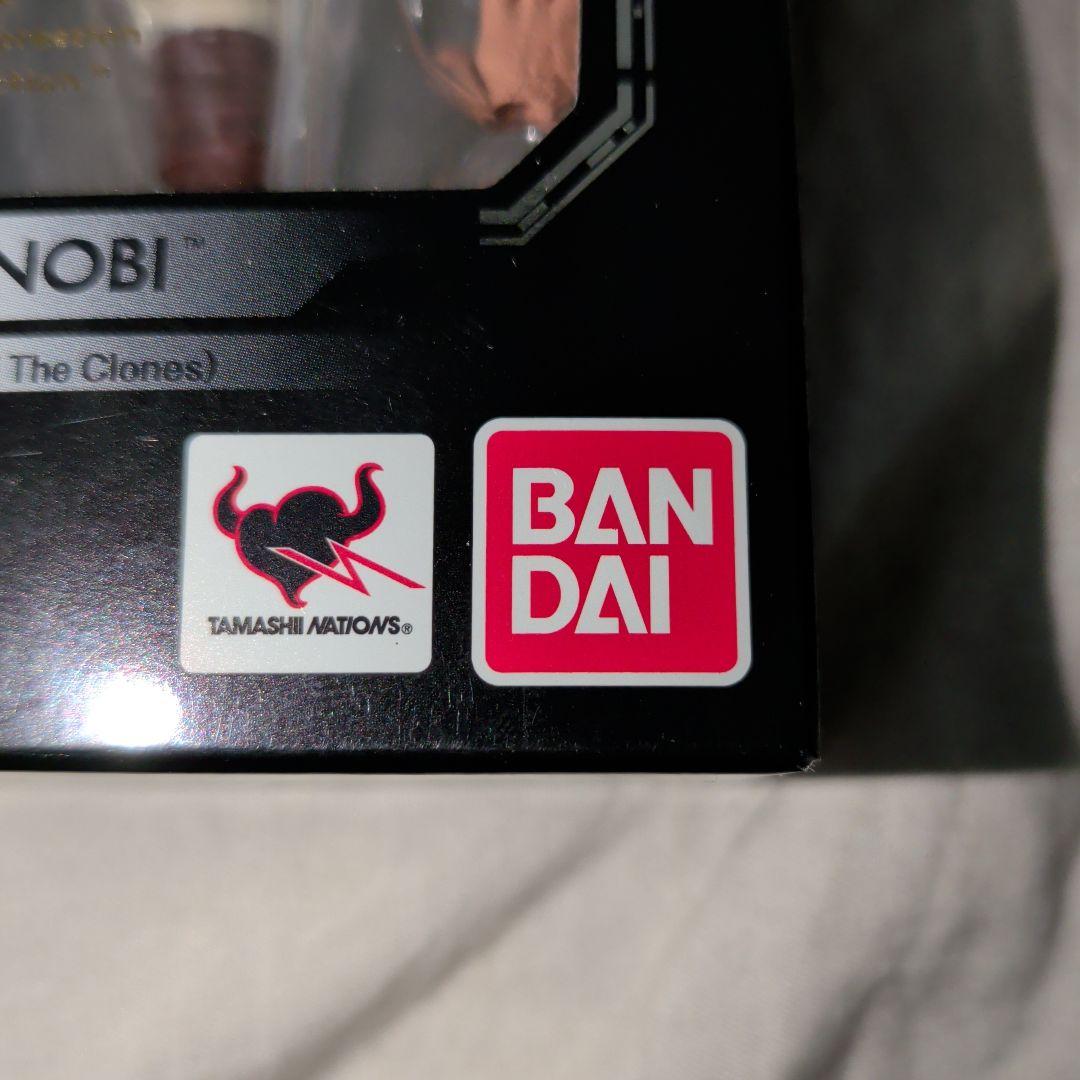 NOBI™
The Clones)
TAMASHII NATIONS®
BAN
DAI